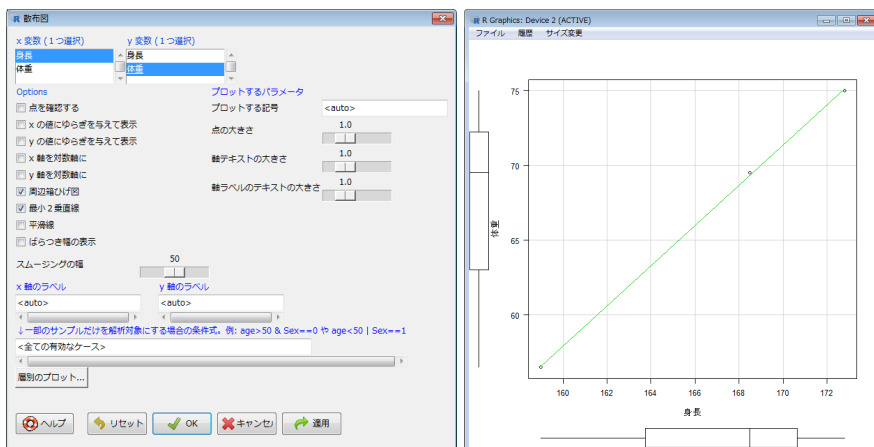 散布図
x 変数 (1つ選択) y 変数 (1つ選択)
身長 身長
体重 体重
Options プロットするパラメータ
点を確認する プロットする記号 <auto>
x の値にゆらぎを与えて表示 点の大きさ 1.0
y の値にゆらぎを与えて表示
x 軸を対数軸に 軸テキストの大きさ 1.0
y 軸を対数軸に
周辺箱ひげ図 軸ラベルのテキストの大きさ 1.0
最小2乗直線
平滑線
ばらつき幅の表示
スムージングの幅 50
x 軸のラベル y 軸のラベル
<auto> <auto>
↓一部のサンプルだけを解析対象にする場合の条件式。例: age>50 & Sex==0 や age<50 | Sex==1
<全ての有効なケース>
層別のプロット...
ヘルプ リセット OK キャンセル 適用
R Graphics: Device 2 (ACTIVE)
ファイル 履歴 サイズ変更
75
70
65
60
体重
160 162 164 166 168 170 172
身長